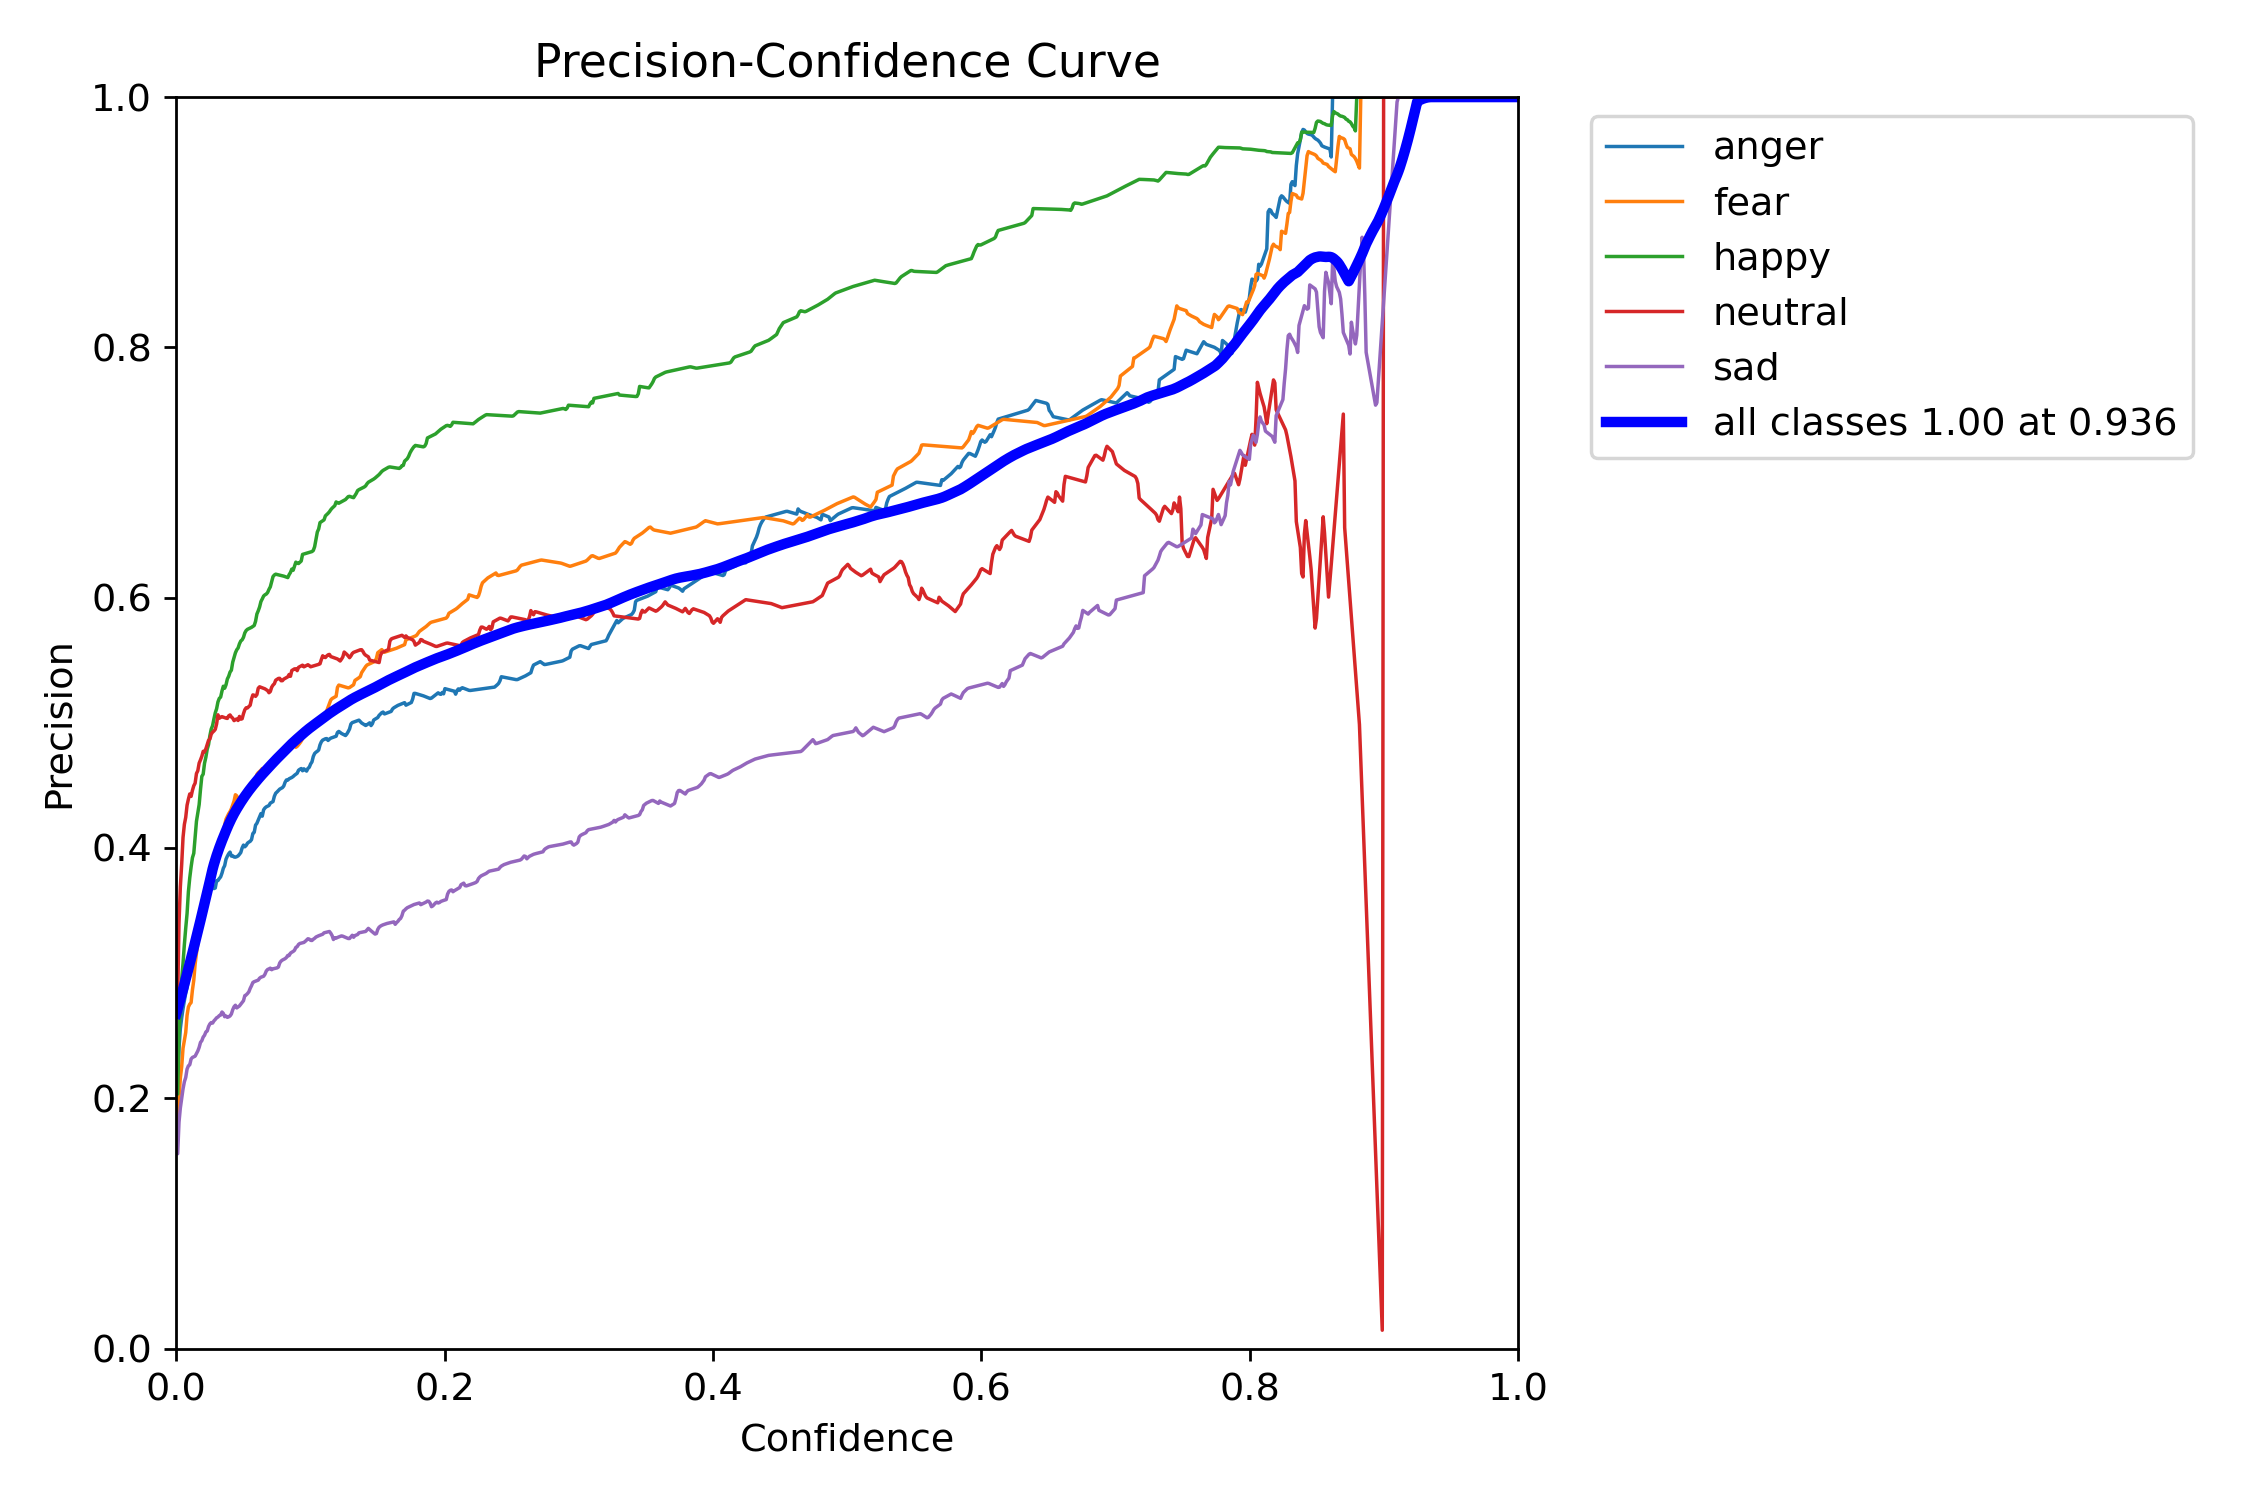 Precision-Confidence Curve
1.0
0.8
0.6
0.4
0.2
0.0
Precision
0.0 0.2 0.4 0.6 0.8 1.0
Confidence
anger
fear
happy
neutral
sad
all classes 1.00 at 0.936